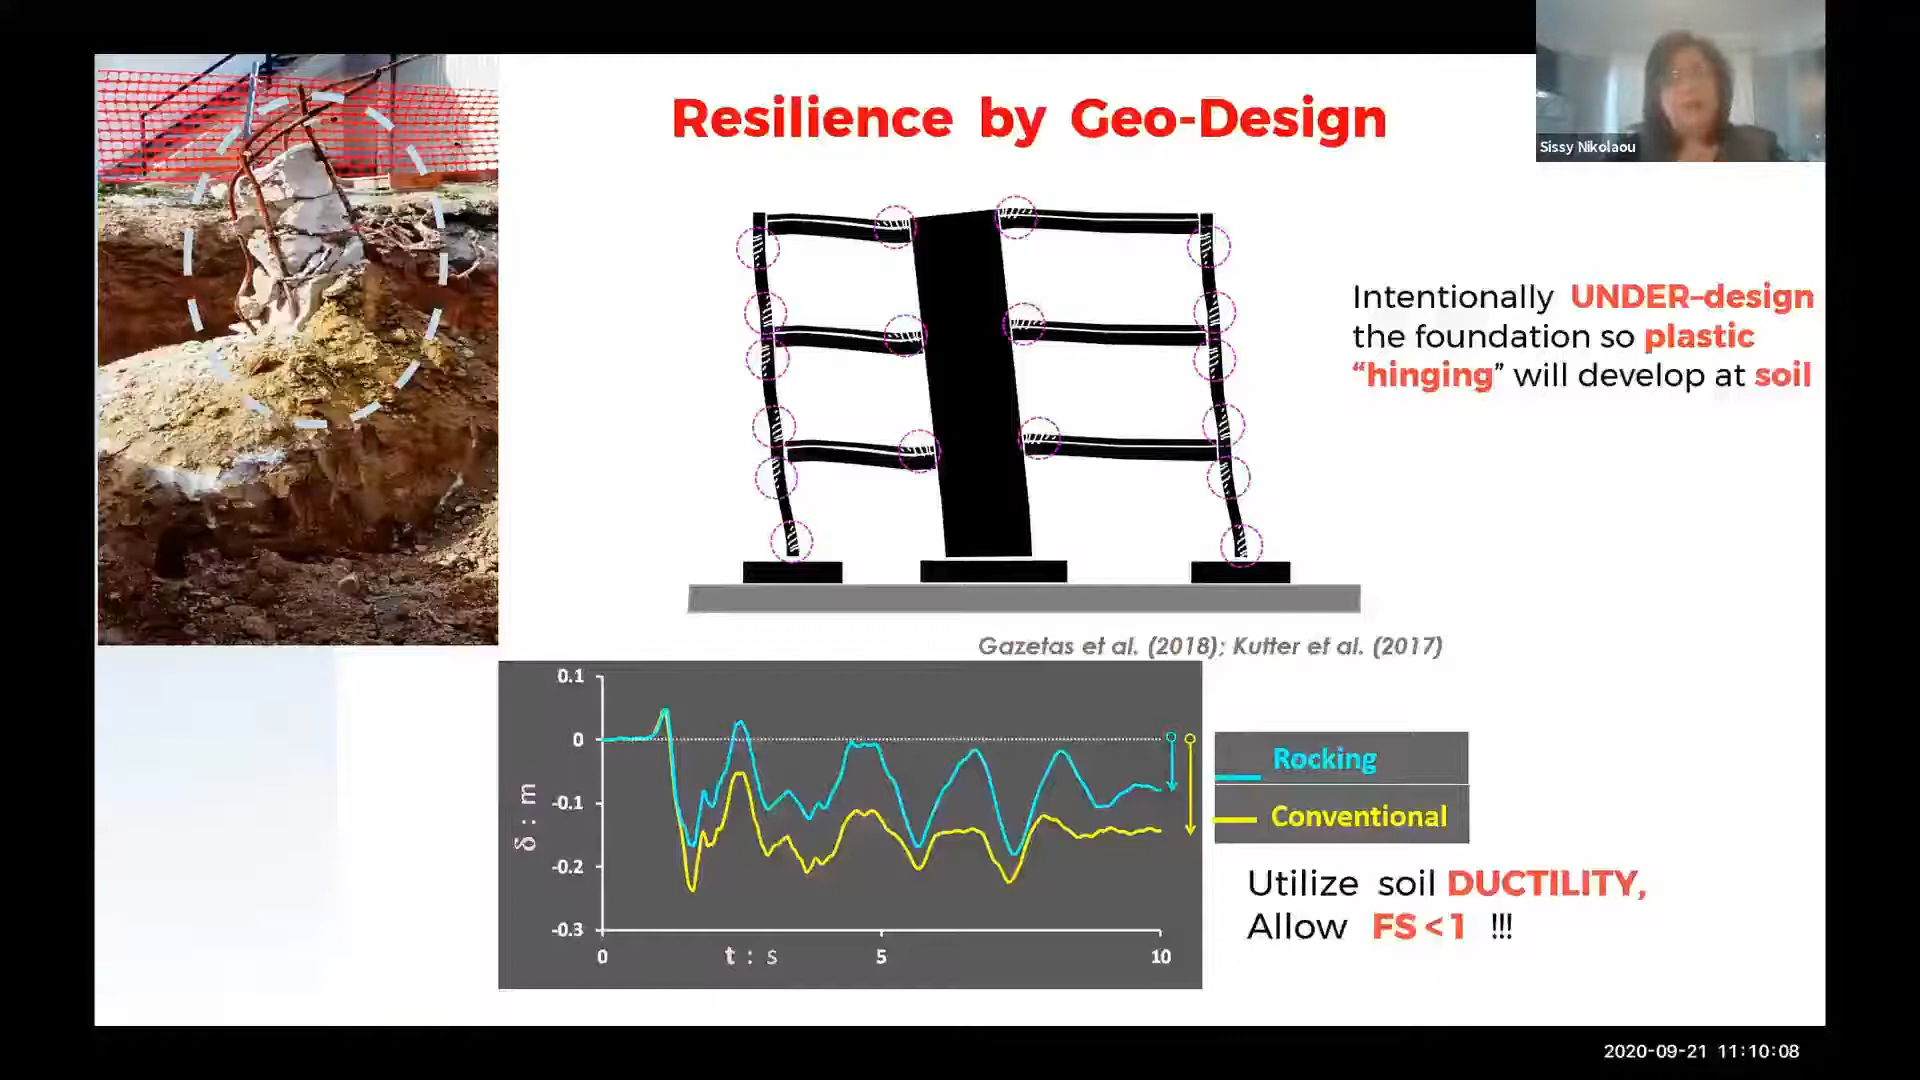 Resilience by Geo-Design
Sissy Nikolaou
Intentionally UNDER-design
the foundation so plastic
“hinging” will develop at soil
Gazetas et al. (2018); Kutter et al. (2017)
0.1
0
-0.1
-0.2
-0.3
δ : m
0
t : s
5
10
Rocking
Conventional
Utilize soil DUCTILITY,
Allow FS < 1 !!!
2020-09-21 11:10:08